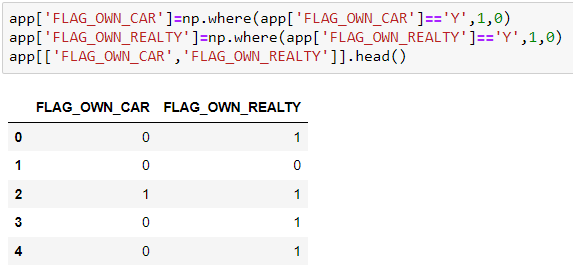 app['FLAG_OWN_CAR']=np.where(app['FLAG_OWN_CAR']=='Y',1,0)
app['FLAG_OWN_REALTY']=np.where(app['FLAG_OWN_REALTY']=='Y',1,0)
app[['FLAG_OWN_CAR','FLAG_OWN_REALTY']].head()
FLAG_OWN_CAR FLAG_OWN_REALTY
0 0 1
1 0 0
2 1 1
3 0 1
4 0 1